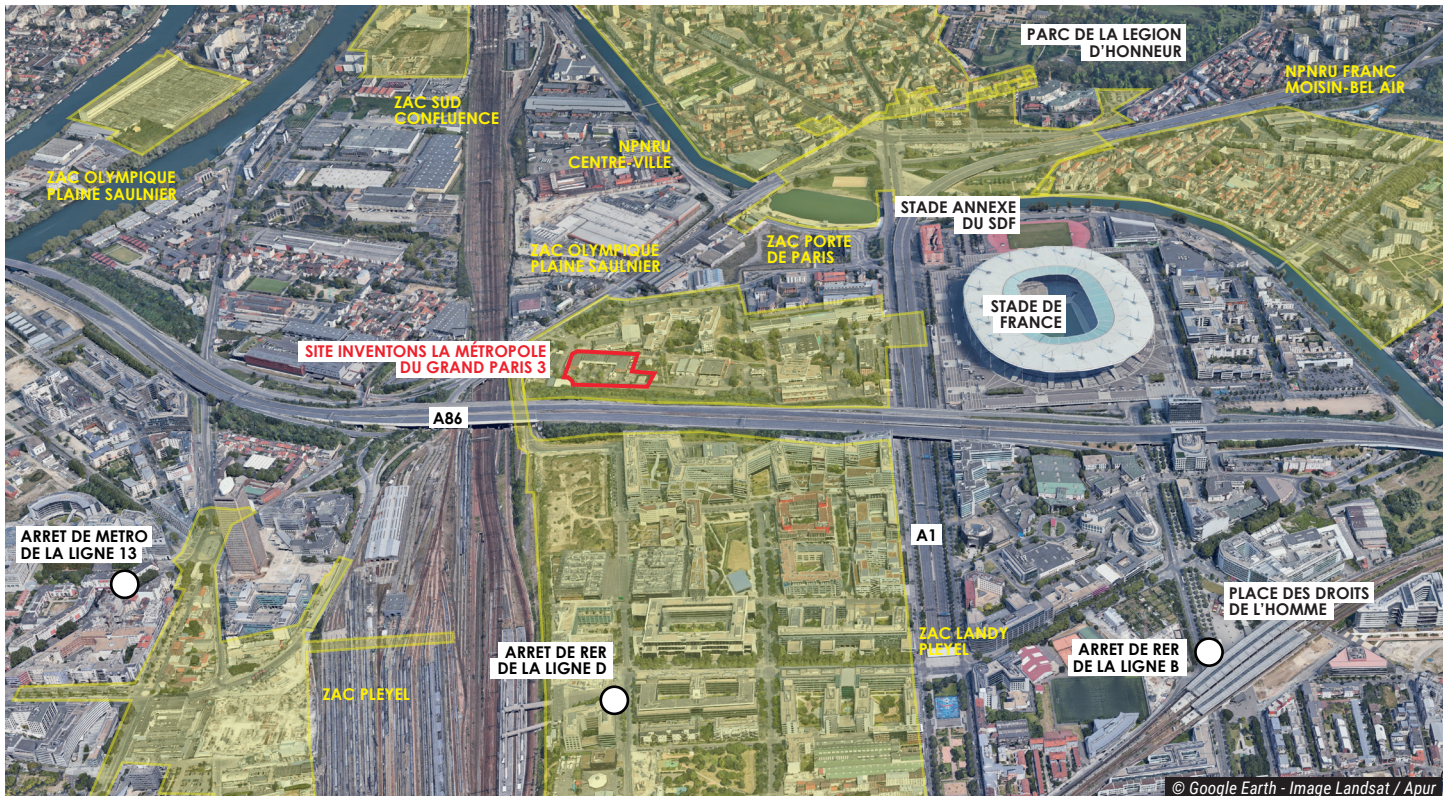 PARC DE LA LEGION
D'HONNEUR
NPNRU FRANC
MOISIN-BEL AIR
ZAC SUD
CONFLUENCE
NPNRU
CENTRE-VILLE
ZAC OLYMPIQUE
PLAINE SAULNIER
STADE ANNEXE
DU SDF
ZAC PORTE
DE PARIS
ZAC OLYMPIQUE
PLAINE SAULNIER
STADE DE
FRANCE
SITE INVENTONS LA MÉTROPOLE
DU GRAND PARIS 3
A86
ARRET DE METRO
DE LA LIGNE 13
A1
PLACE DES DROITS
DE L'HOMME
ZAC LANDY
PLEYEL
ARRET DE RER
DE LA LIGNE D
ARRET DE RER
DE LA LIGNE B
ZAC PLEYEL
© Google Earth - Image Landsat / Apur